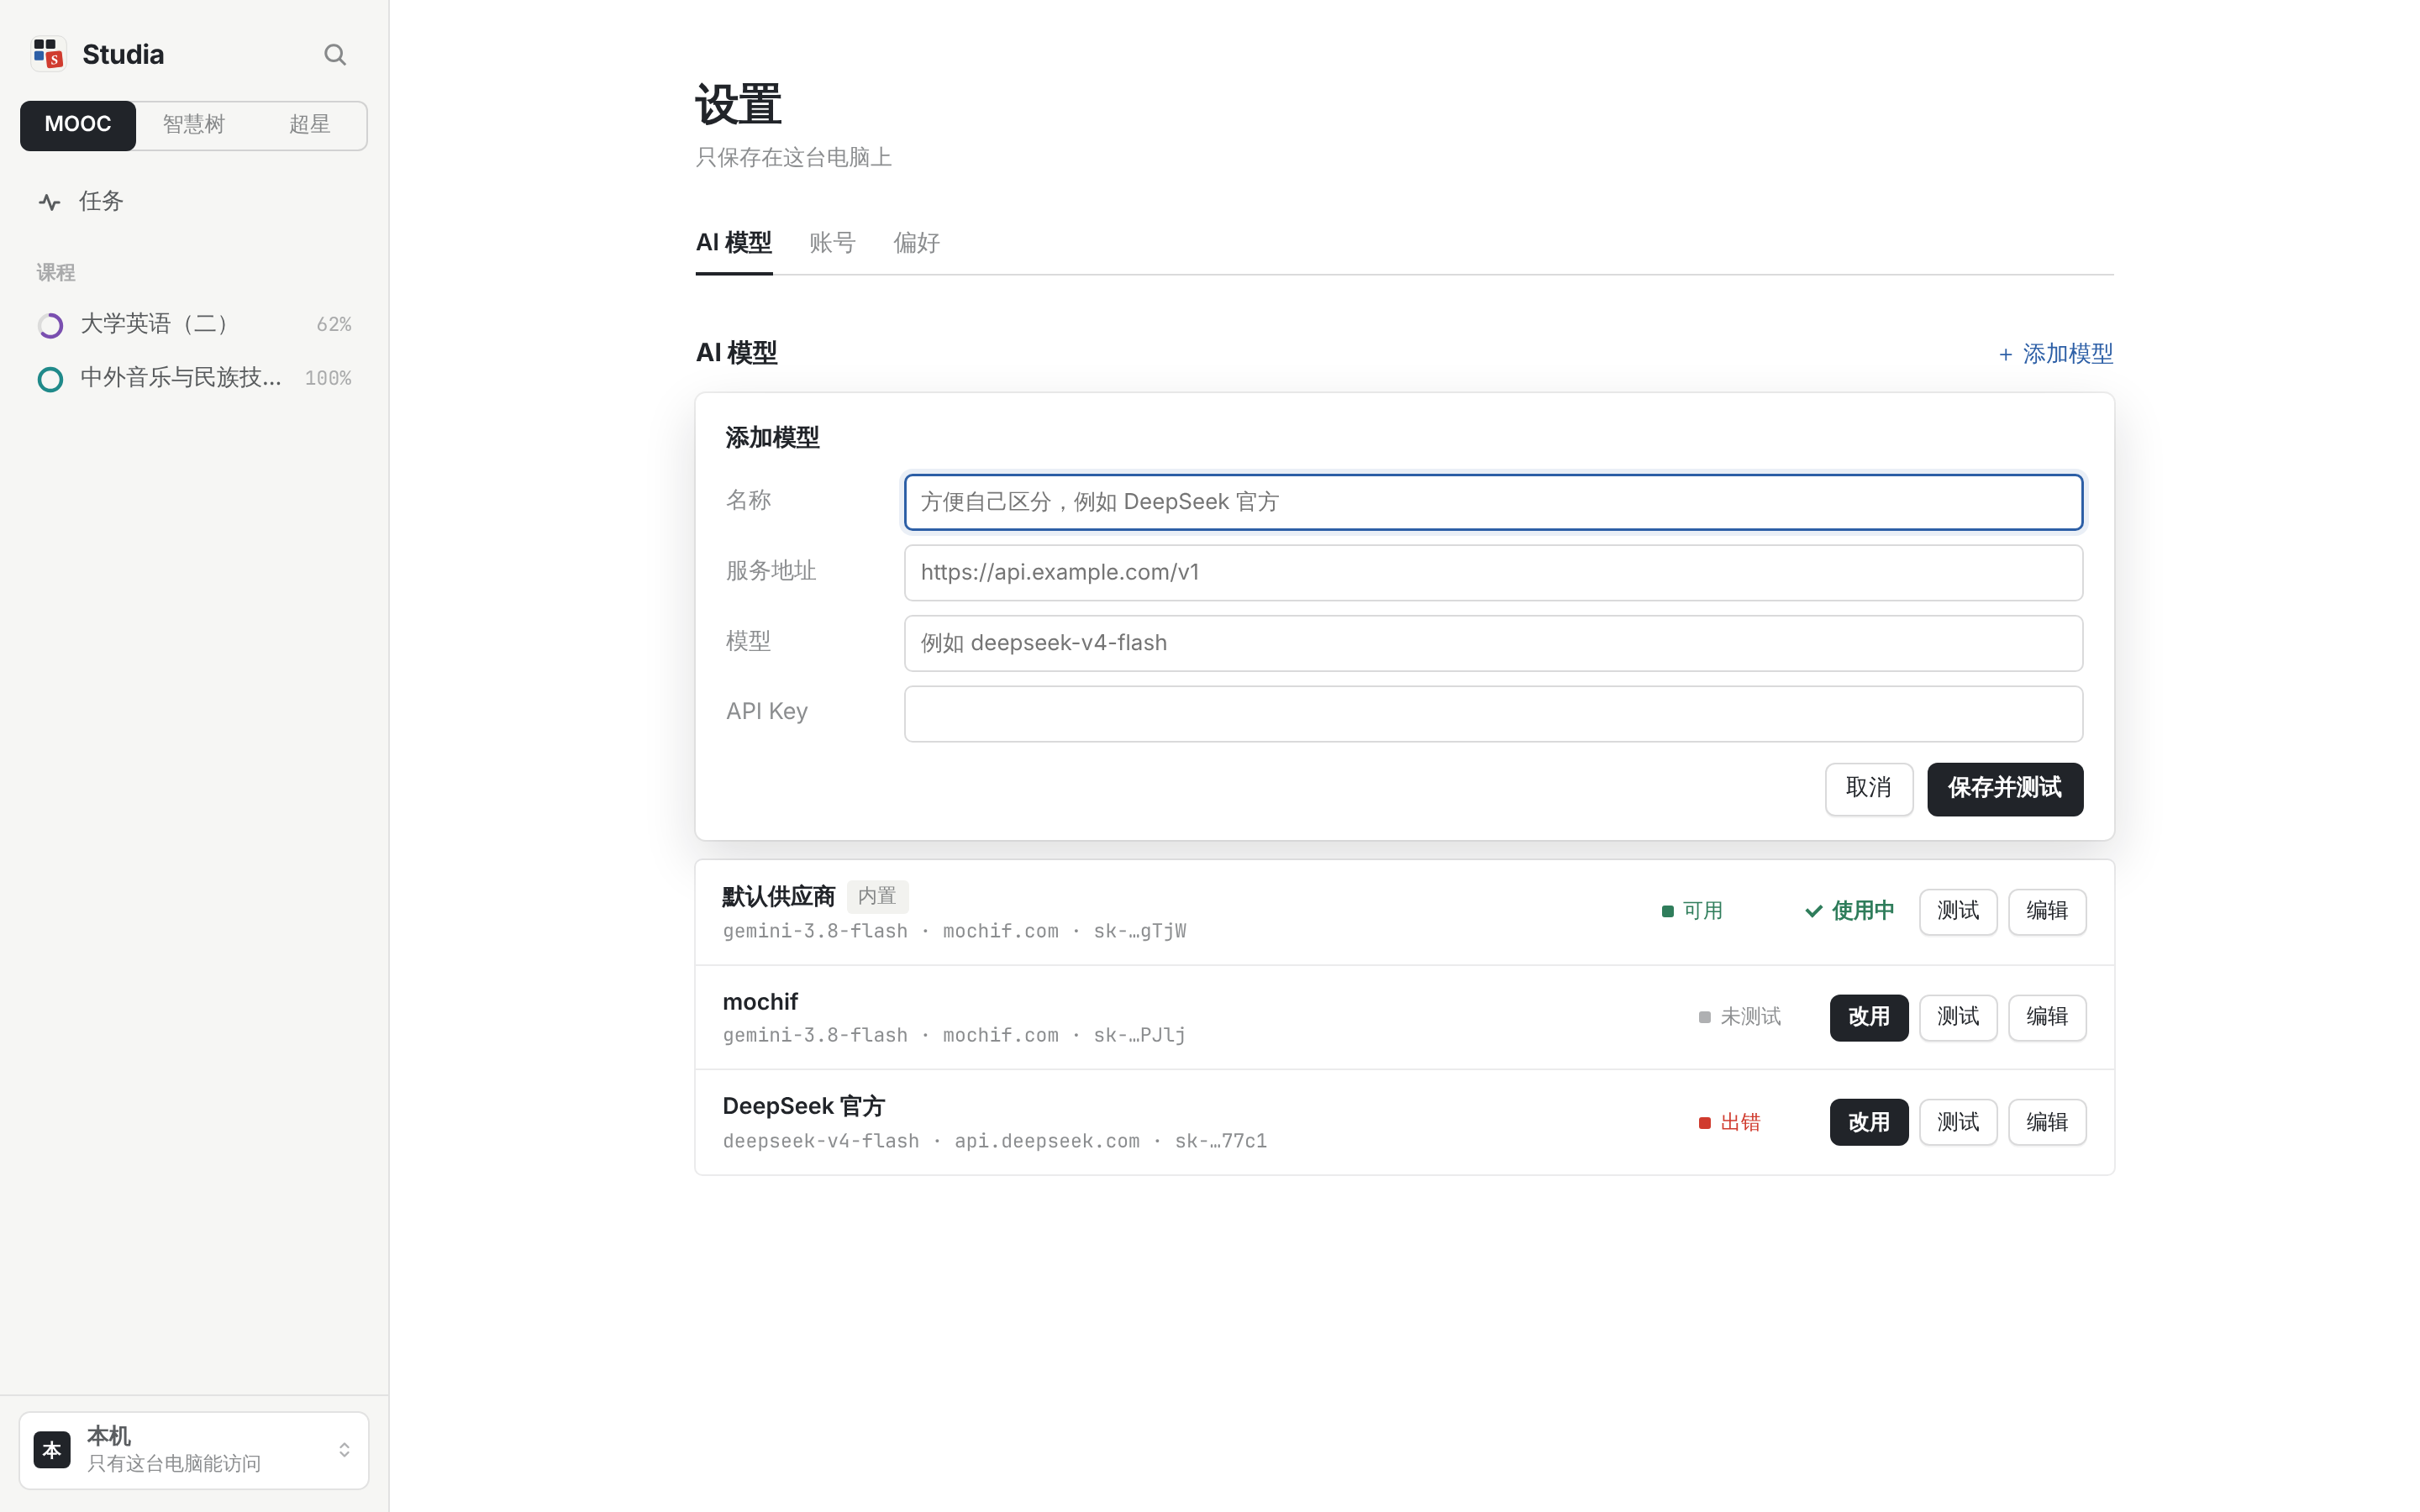 Studia
MOOC 智慧树 超星
任务
课程
大学英语（二） 62%
中外音乐与民族技... 100%
本 本机
只有这台电脑能访问
设置
只保存在这台电脑上
AI 模型 账号 偏好
AI 模型 + 添加模型
添加模型
名称 方便自己区分，例如 DeepSeek 官方
服务地址 https://api.example.com/v1
模型 例如 deepseek-v4-flash
API Key
取消 保存并测试
默认供应商 内置
gemini-3.8-flash · mochif.com · sk-…gTjW
可用 使用中 测试 编辑
mochif
gemini-3.8-flash · mochif.com · sk-…PJlj
未测试 改用 测试 编辑
DeepSeek 官方
deepseek-v4-flash · api.deepseek.com · sk-…77c1
出错 改用 测试 编辑